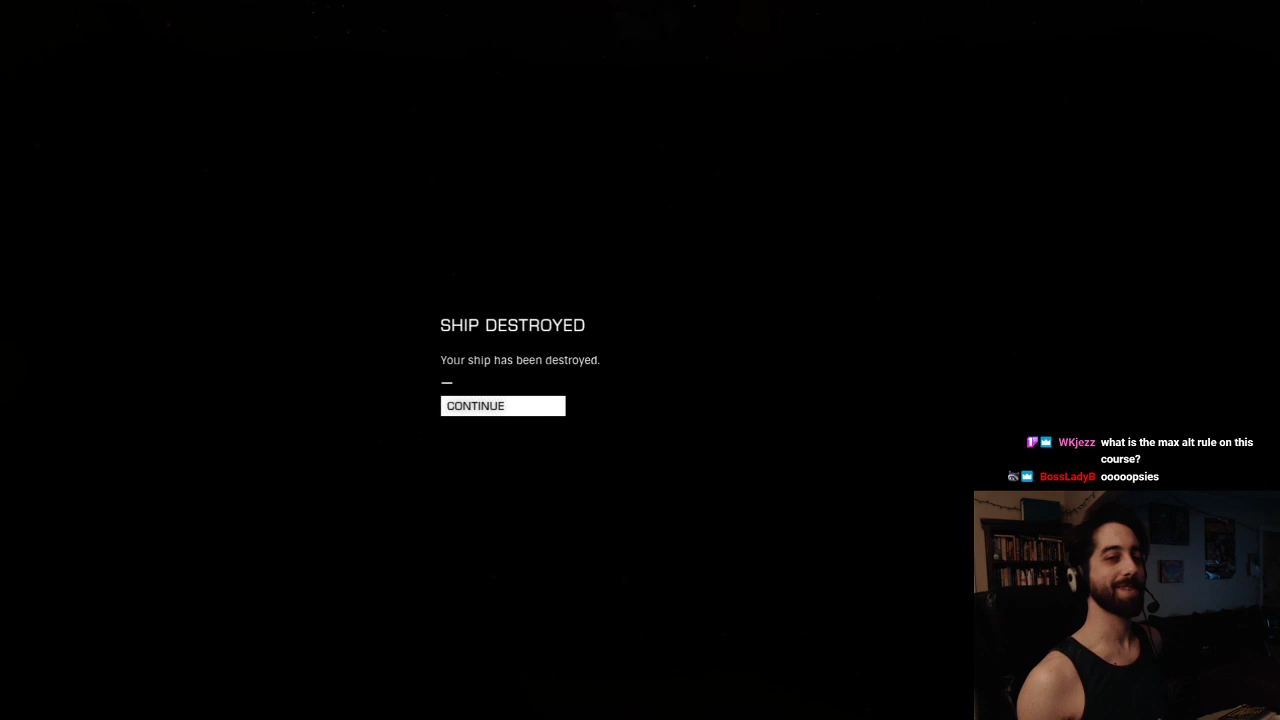 SHIP DESTROYED
Your ship has been destroyed.
CONTINUE
WKjezz what is the max alt rule on this
course?
BossLadyB ooooopsies